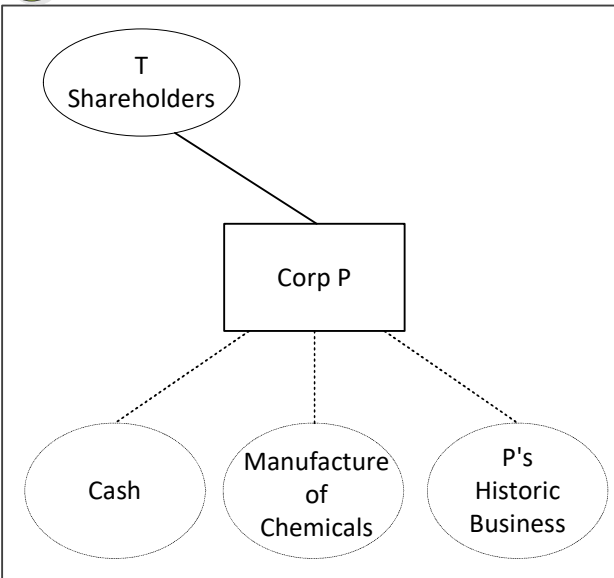 T
Shareholders
Corp P
Cash
Manufacture
of
Chemicals
P's
Historic
Business